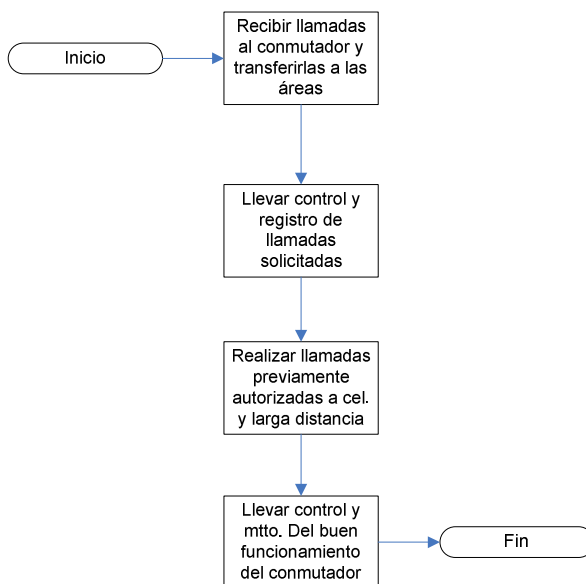 Inicio
Recibir llamadas
al conmutador y
transferirlas a las
áreas
Llevar control y
registro de
llamadas
solicitadas
Realizar llamadas
previamente
autorizadas a cel.
y larga distancia
Llevar control y
mtto. Del buen
funcionamiento
del conmutador
Fin